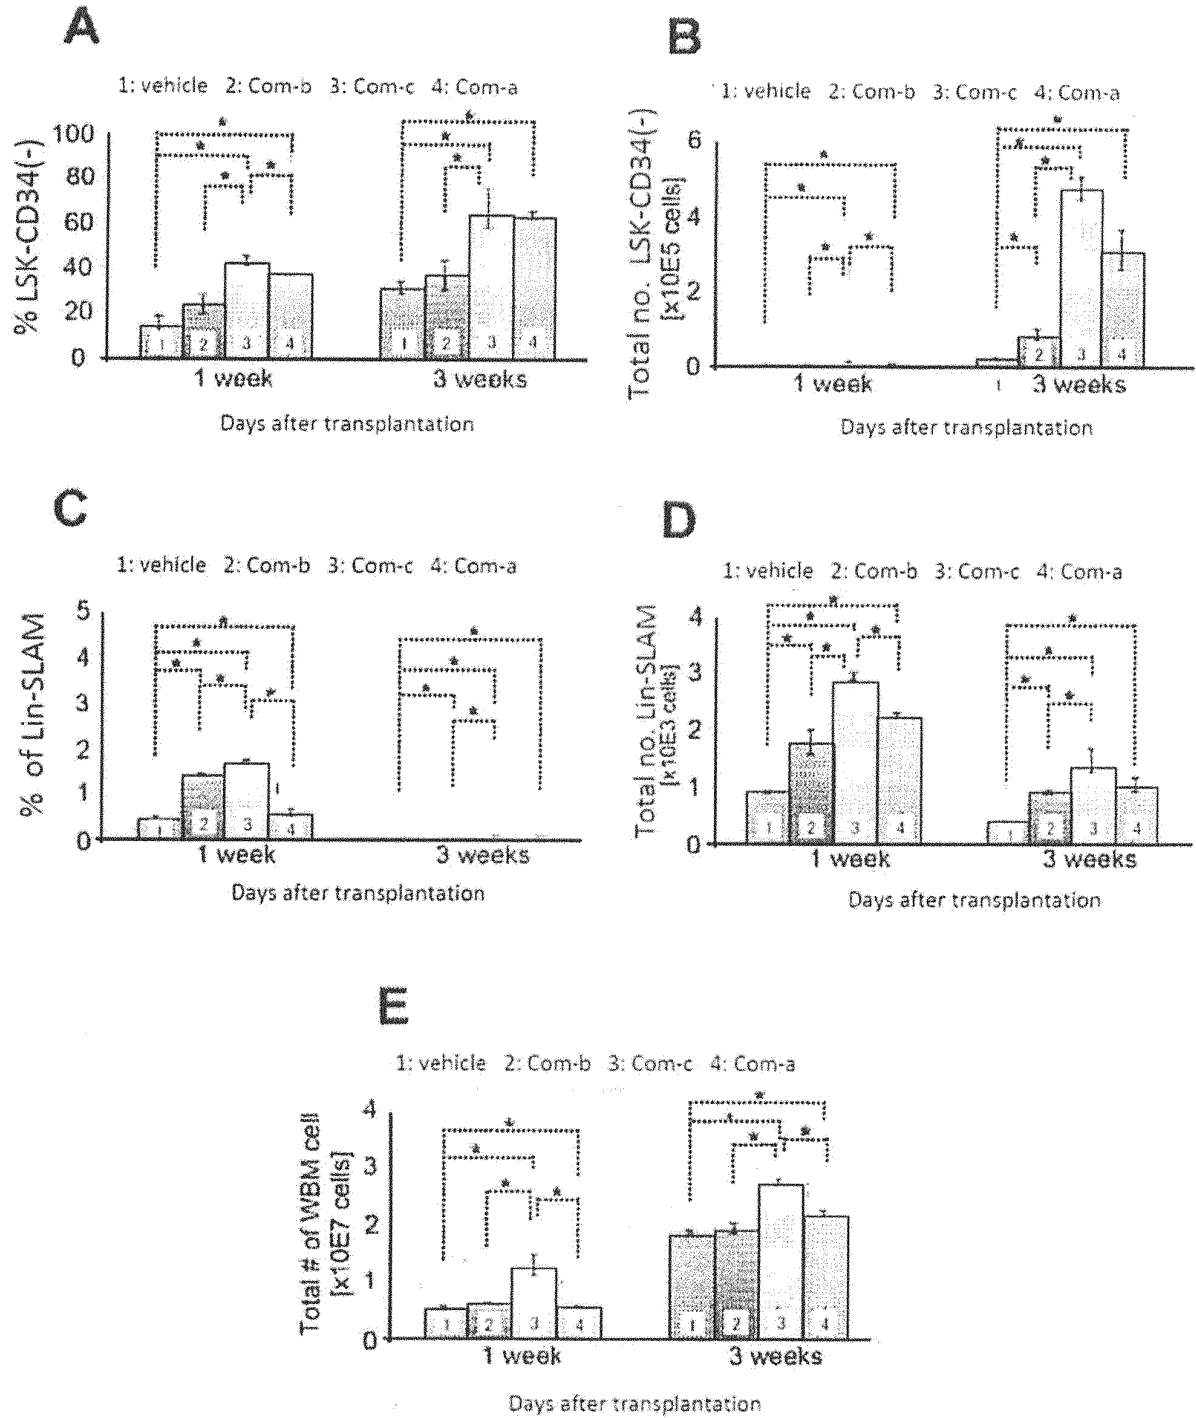 A
1: vehicle 2: Com-b 3: Com-c 4: Com-a
% LSK-CD34(-)
100
80
60
40
20
0
* * * * * * *
1 2 3 4 1 2 3 4
1 week 3 weeks
Days after transplantation
B
1: vehicle 2: Com-b 3: Com-c 4: Com-a
Total no. LSK-CD34(-)
[x10E5 cells]
6
4
2
0
* * * * * * * *
2 3 4
1 week 1 3 weeks
Days after transplantation
C
1: vehicle 2: Com-b 3: Com-c 4: Com-a
% of Lin-SLAM
5
4
3
2
1
0
* * * * * * * * *
1 2 3 4
1 week 3 weeks
Days after transplantation
D
1: vehicle 2: Com-b 3: Com-c 4: Com-a
Total no. Lin-SLAM
[x10E3 cells]
4
3
2
1
0
* * * * * * * * *
1 2 3 4 1 2 3 4
1 week 3 weeks
Days after transplantation
E
1: vehicle 2: Com-b 3: Com-c 4: Com-a
Total # of WBM cell
[x10E7 cells]
4
3
2
1
0
* * * * * * * *
1 2 3 4 1 2 3 4
1 week 3 weeks
Days after transplantation